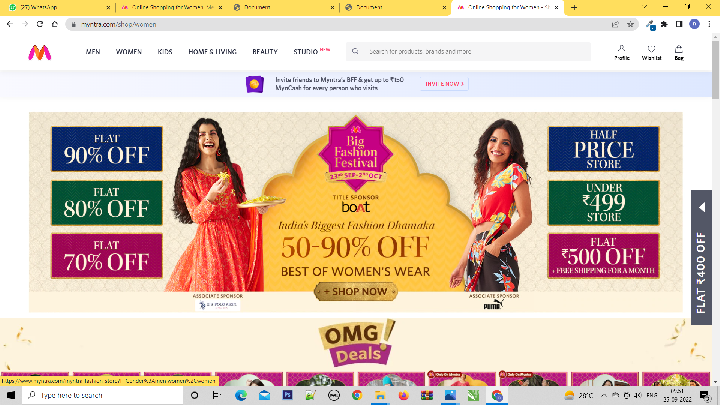 (27) WhatsApp
Online Shopping for Women, Me
Document
Document
Online Shopping for Women -
myntra.com/shop/women
MEN WOMEN KIDS HOME & LIVING BEAUTY STUDIO NEW
Search for products, brands and more
Profile Wishlist Bag
Invite friends to Myntra's BFF & get up to ₹150
MynCash for every person who visits.
INVITE NOW >
FLAT
90% OFF
FLAT
80% OFF
FLAT
70% OFF
Big
Fashion
Festival
23RD SEP-2ND OCT
TITLE SPONSOR
boAt
India's Biggest Fashion Dhamaka
50-90% OFF
BEST OF WOMEN'S WEAR
+ SHOP NOW
ASSOCIATE SPONSOR
ASSOCIATE SPONSOR
PUMA
HALF
PRICE
STORE
UNDER
₹499
STORE
FLAT
₹500 OFF
+ FREE SHIPPING FOR A MONTH
FLAT ₹400 OFF
OMG!
Deals
Type here to search
20°C
ENG
25-09-2022